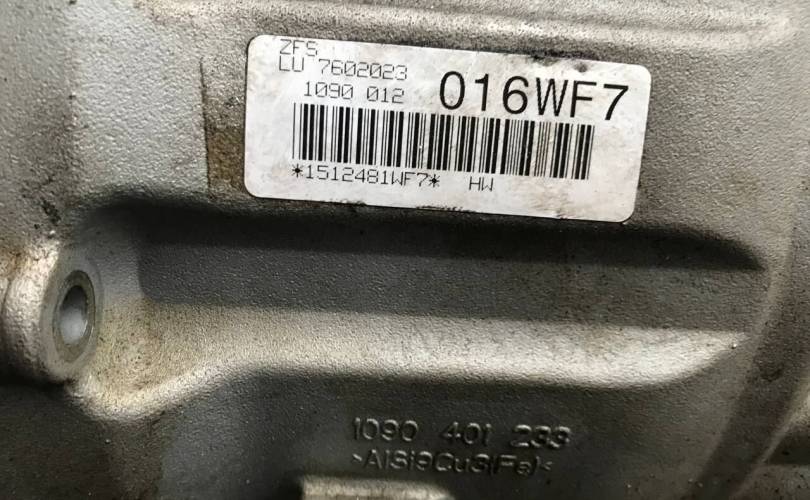 ZFS
LU 7602023
1090 012 016WF7
*1512481WF7* HW
1090 401 233
>AlSi9Cu3(Fe)<